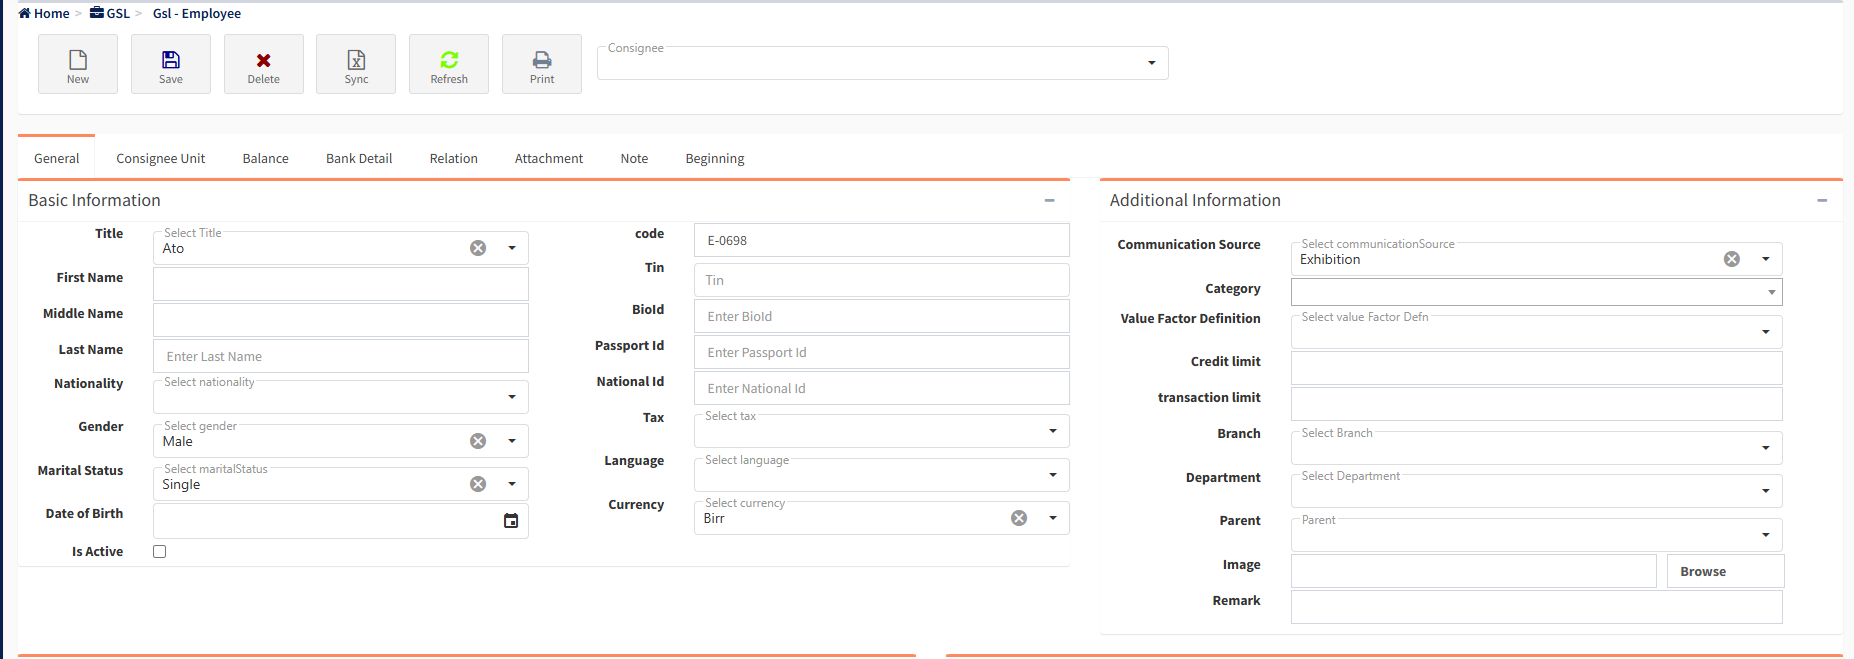 Home > GSL > Gsl - Employee
New Save Delete Sync Refresh Print
Consignee
General Consignee Unit Balance Bank Detail Relation Attachment Note Beginning
Basic Information
Title
Select Title
Ato
First Name
Middle Name
Last Name
Enter Last Name
Nationality
Select nationality
Gender
Select gender
Male
Marital Status
Select maritalStatus
Single
Date of Birth
Is Active
code
E-0698
Tin
Tin
BioId
Enter BioId
Passport Id
Enter Passport Id
National Id
Enter National Id
Tax
Select tax
Language
Select language
Currency
Select currency
Birr
Additional Information
Communication Source
Select communicationSource
Exhibition
Category
Value Factor Definition
Select value Factor Defn
Credit limit
transaction limit
Branch
Select Branch
Department
Select Department
Parent
Parent
Image
Browse
Remark